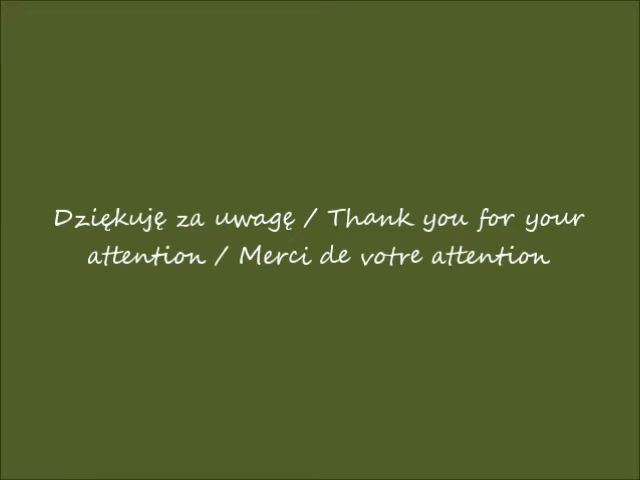 Dziękuję za uwagę / Thank you for your
attention / Merci de votre attention